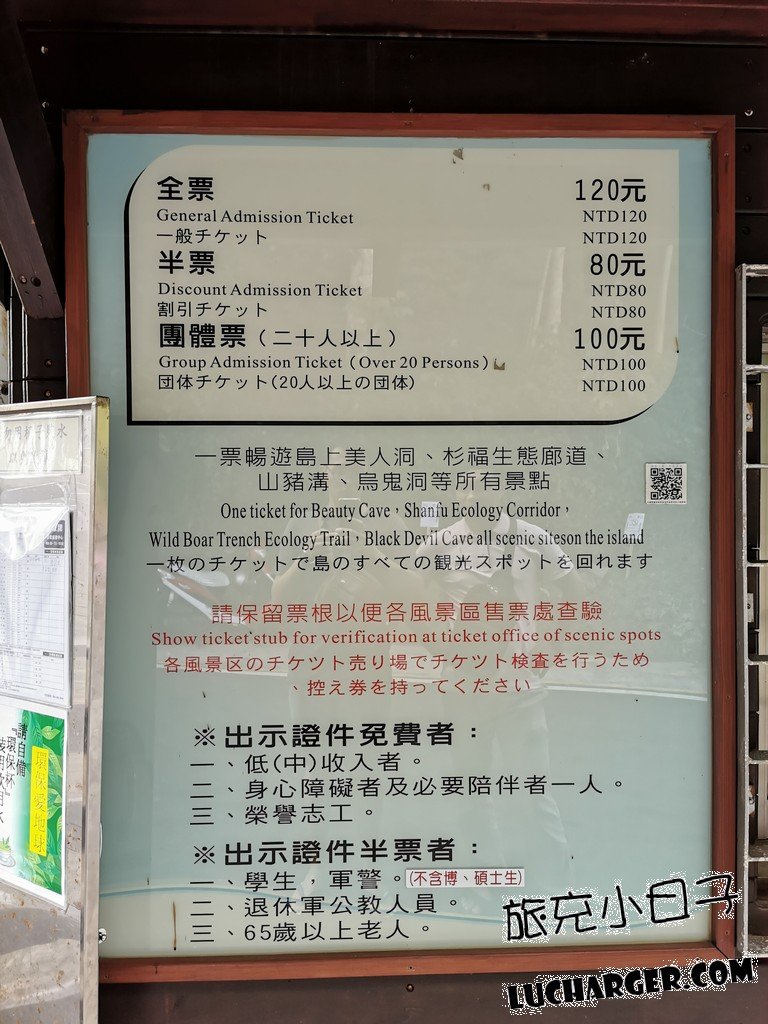 全票 120元
General Admission Ticket NTD120
一般チケット NTD120
半票 80元
Discount Admission Ticket NTD80
割引チケット NTD80
團體票(二十人以上) 100元
Group Admission Ticket (Over 20 Persons) NTD100
団体チケット(20人以上の団体) NTD100
一票暢遊島上美人洞、杉福生態廊道、
山豬溝、烏鬼洞等所有景點
One ticket for Beauty Cave，Shanfu Ecology Corridor，
Wild Boar Trench Ecology Trail，Black Devil Cave all scenic siteson the island
一枚のチケットで島のすべての観光スポットを回れます
請保留票根以便各風景區售票處查驗
Show ticket stub for verification at ticket office of scenic spots
各風景区のチケツト売り場でチケツト検査を行うため
、控え券を持ってください
※出示證件免費者：
一、低(中)收入者。
二、身心障礙者及必要陪伴者一人。
三、榮譽志工。
※出示證件半票者：
一、學生，軍警。(不含博、碩士生)
二、退休軍公教人員。
三、65歲以上老人。
請自備
環保杯
環保愛地球
旅充小日子
LUCHARGER.COM